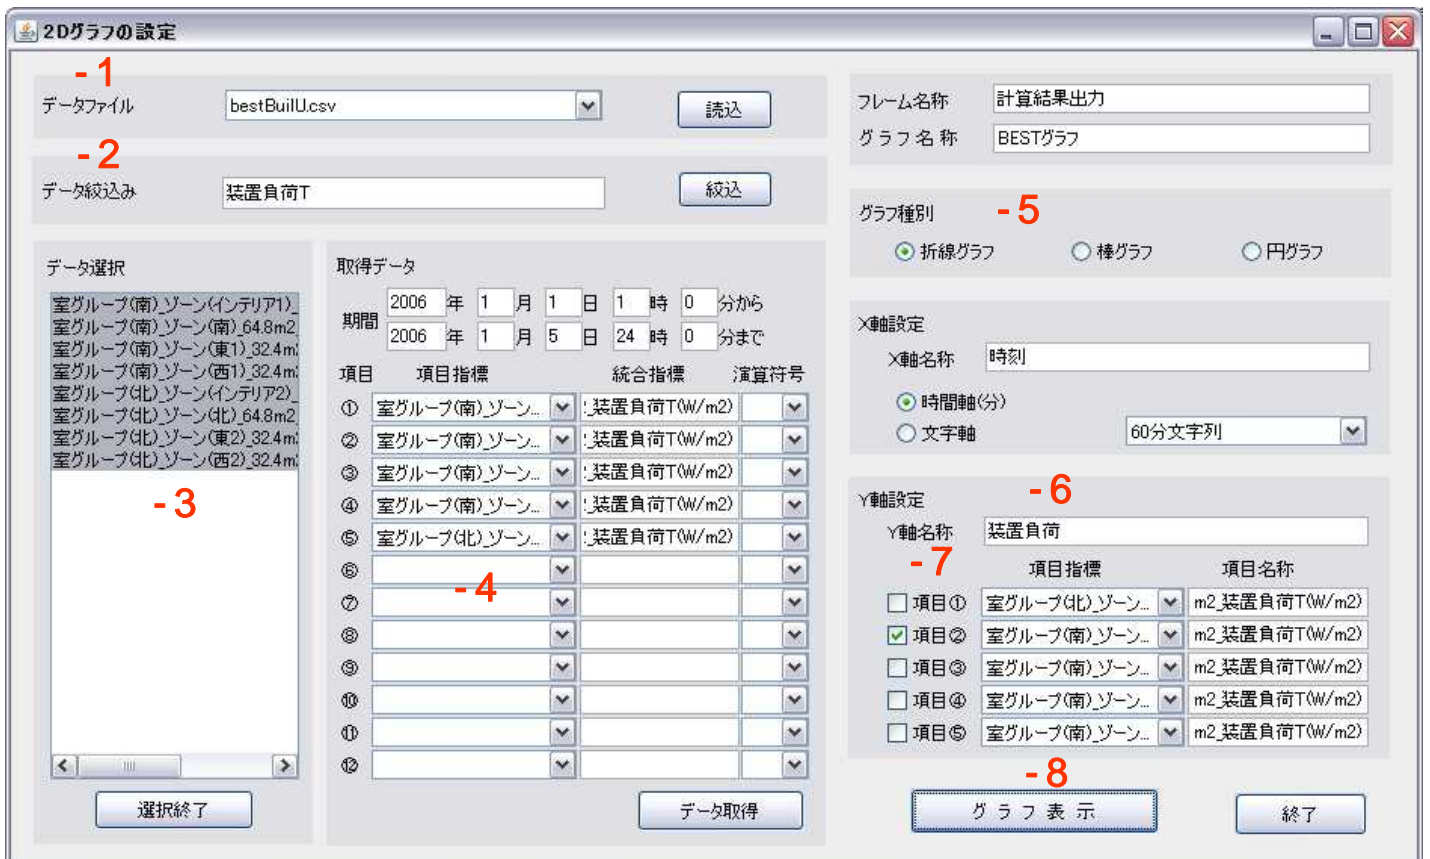 2Dグラフの設定
-1
データファイル
bestBuilU.csv
読込
-2
データ絞込み
装置負荷T
絞込
データ選択
室グループ(南)_ゾーン(インテリア1)_
室グループ(南)_ゾーン(南)_64.8m2_
室グループ(南)_ゾーン(東1)_32.4m
室グループ(南)_ゾーン(西1)_32.4m
室グループ(北)_ゾーン(インテリア2)_
室グループ(北)_ゾーン(北)_64.8m2_
室グループ(北)_ゾーン(東2)_32.4m
室グループ(北)_ゾーン(西2)_32.4m
-3
選択終了
取得データ
期間
2006 年 1 月 1 日 1 時 0 分から
2006 年 1 月 5 日 24 時 0 分まで
項目 項目指標 統合指標 演算符号
① 室グループ(南)_ゾーン... _装置負荷T(W/m2)
② 室グループ(南)_ゾーン... _装置負荷T(W/m2)
③ 室グループ(南)_ゾーン... _装置負荷T(W/m2)
④ 室グループ(南)_ゾーン... _装置負荷T(W/m2)
⑤ 室グループ(北)_ゾーン... _装置負荷T(W/m2)
⑥
-4
⑦
⑧
⑨
⑩
⑪
⑫
データ取得
フレーム名称 計算結果出力
グラフ名称 BESTグラフ
グラフ種別
-5
折線グラフ 棒グラフ 円グラフ
X軸設定
X軸名称 時刻
時間軸(分)
文字軸 60分文字列
-6
Y軸設定
Y軸名称 装置負荷
-7
項目指標 項目名称
項目① 室グループ(北)_ゾーン... m2_装置負荷T(W/m2)
項目② 室グループ(南)_ゾーン... m2_装置負荷T(W/m2)
項目③ 室グループ(南)_ゾーン... m2_装置負荷T(W/m2)
項目④ 室グループ(南)_ゾーン... m2_装置負荷T(W/m2)
項目⑤ 室グループ(南)_ゾーン... m2_装置負荷T(W/m2)
-8
グラフ表示 終了